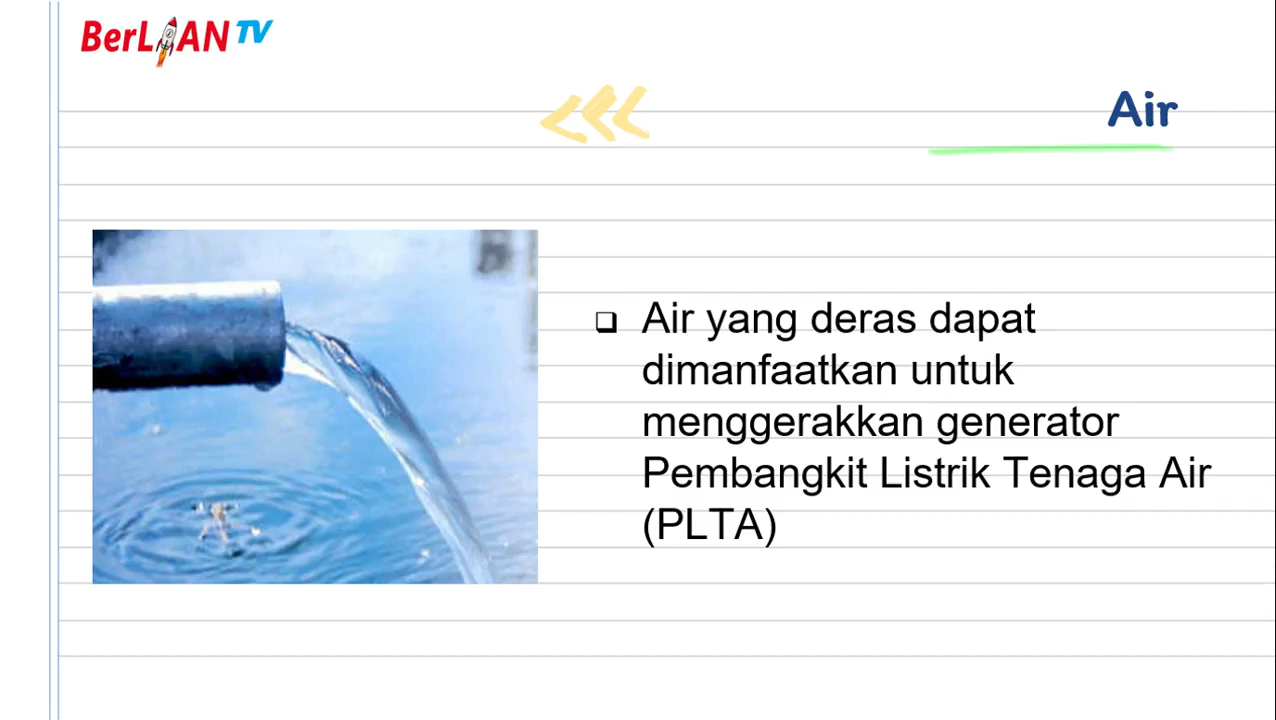 BerLIAN TV
Air
Air yang deras dapat
dimanfaatkan untuk
menggerakkan generator
Pembangkit Listrik Tenaga Air
(PLTA)